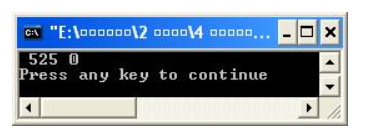 "E:\□□□□□□\2 □□□□\4 □□□□□...
525 0
Press any key to continue